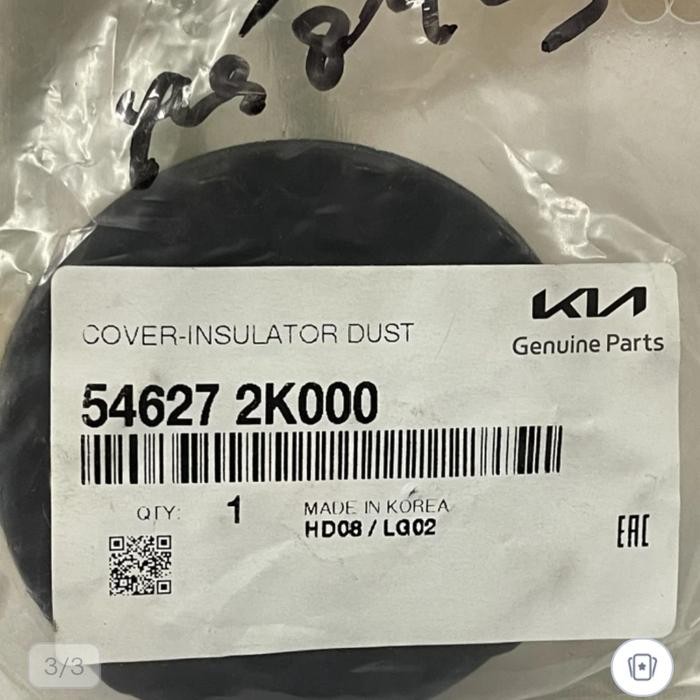 COVER-INSULATOR DUST
KIA
Genuine Parts
54627 2K000
QTY: 1
MADE IN KOREA
HD08 / LG02
EAC
3/3